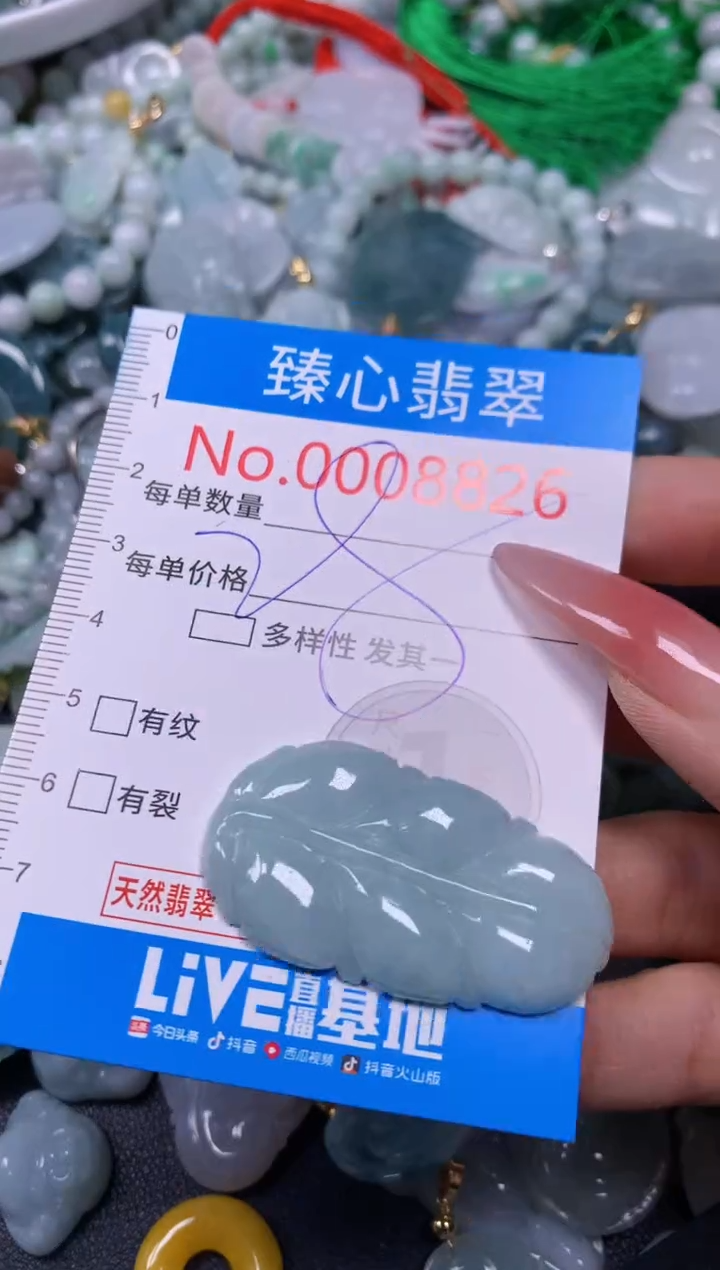 臻心翡翠
No.0008826
每单数量
每单价格
28
多样性 发其一
有纹
有裂
天然翡翠
LIVE直播基地
今日头条 抖音 西瓜视频 抖音火山版
0
1
2
3
4
5
6
7